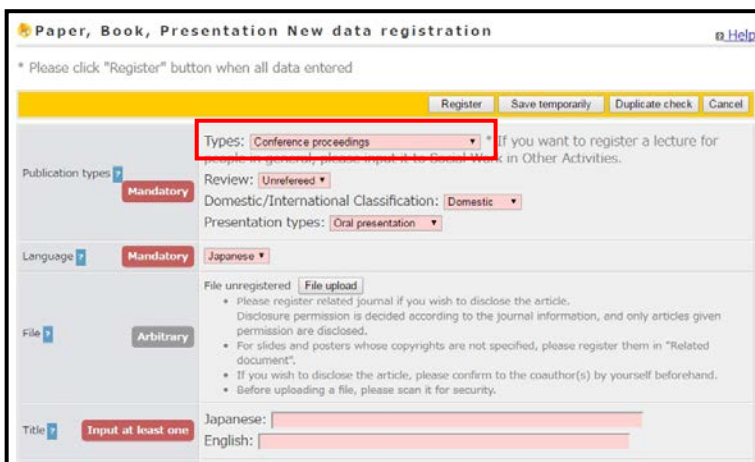 Paper, Book, Presentation New data registration
Help
* Please click "Register" button when all data entered
Register Save temporarily Duplicate check Cancel
Publication types ? Mandatory
Types: Conference proceedings ▼ * If you want to register a lecture for
people in general, please input it to Social Work in Other Activities.
Review: Unrefereed ▼
Domestic/International Classification: Domestic ▼
Presentation types: Oral presentation ▼
Language ? Mandatory Japanese ▼
File ? Arbitrary
File unregistered File upload
• Please register related journal if you wish to disclose the article.
Disclosure permission is decided according to the journal information, and only articles given
permission are disclosed.
• For slides and posters whose copyrights are not specified, please register them in "Related
document".
• If you wish to disclose the article, please confirm to the coauthor(s) by yourself beforehand.
• Before uploading a file, please scan it for security.
Title ? Input at least one
Japanese:
English: